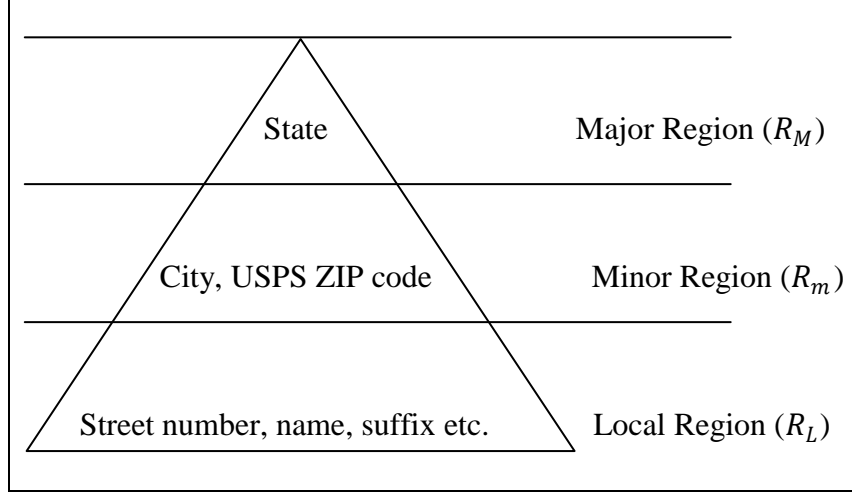 State
Major Region (R_M)
City, USPS ZIP code
Minor Region (R_m)
Street number, name, suffix etc.
Local Region (R_L)